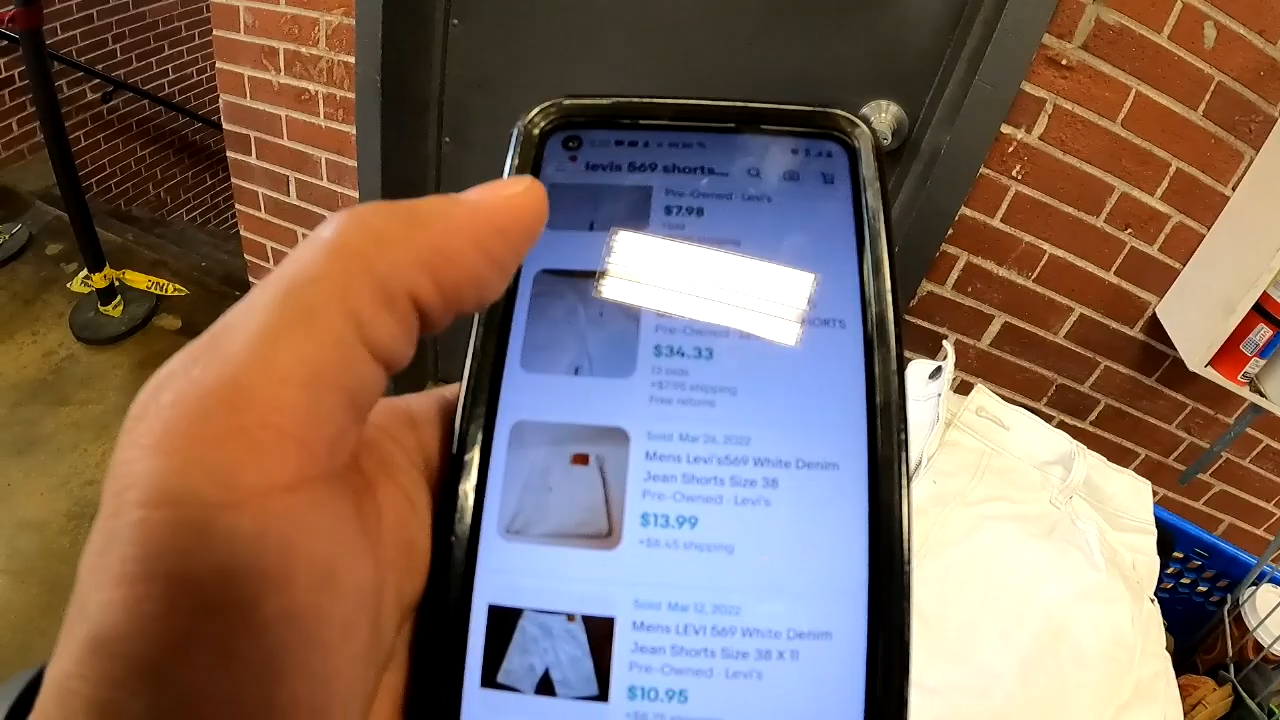 levis 569 shorts...
Pre-Owned · Levi's
$7.98
SHORTS
Pre-Owned ·
$34.33
13 bids
+$7.95 shipping
Free returns
Sold Mar 26, 2022
Mens Levi's569 White Denim
Jean Shorts Size 38
Pre-Owned · Levi's
$13.99
+$8.45 shipping
Sold Mar 12, 2022
Mens LEVI 569 White Denim
Jean Shorts Size 38 X 11
Pre-Owned · Levi's
$10.95